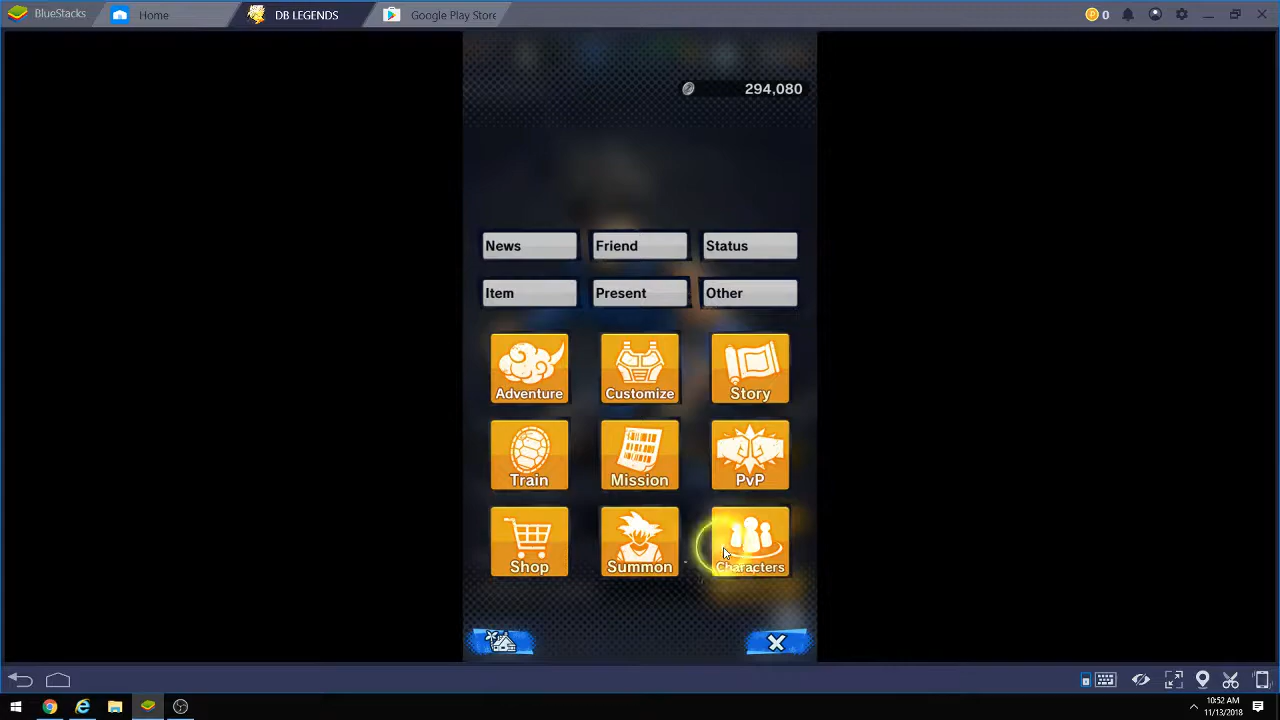 BlueStacks Home DB LEGENDS Google Play Store 0
294,080
News Friend Status
Item Present Other
Adventure Customize Story
Train Mission PvP
Shop Summon Characters
10:52 AM
11/13/2018